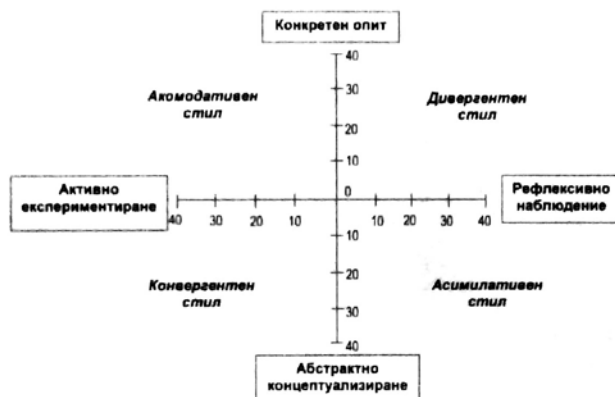 Конкретен опит
40
Акомодативен
стил
30
Дивергентен
стил
20
10
Активно
експериментиране
0
Рефлексивно
наблюдение
40 30 20 10 10 20 30 40
10
Конвергентен
стил
20
Асимилативен
стил
30
40
Абстрактно
концептуализиране